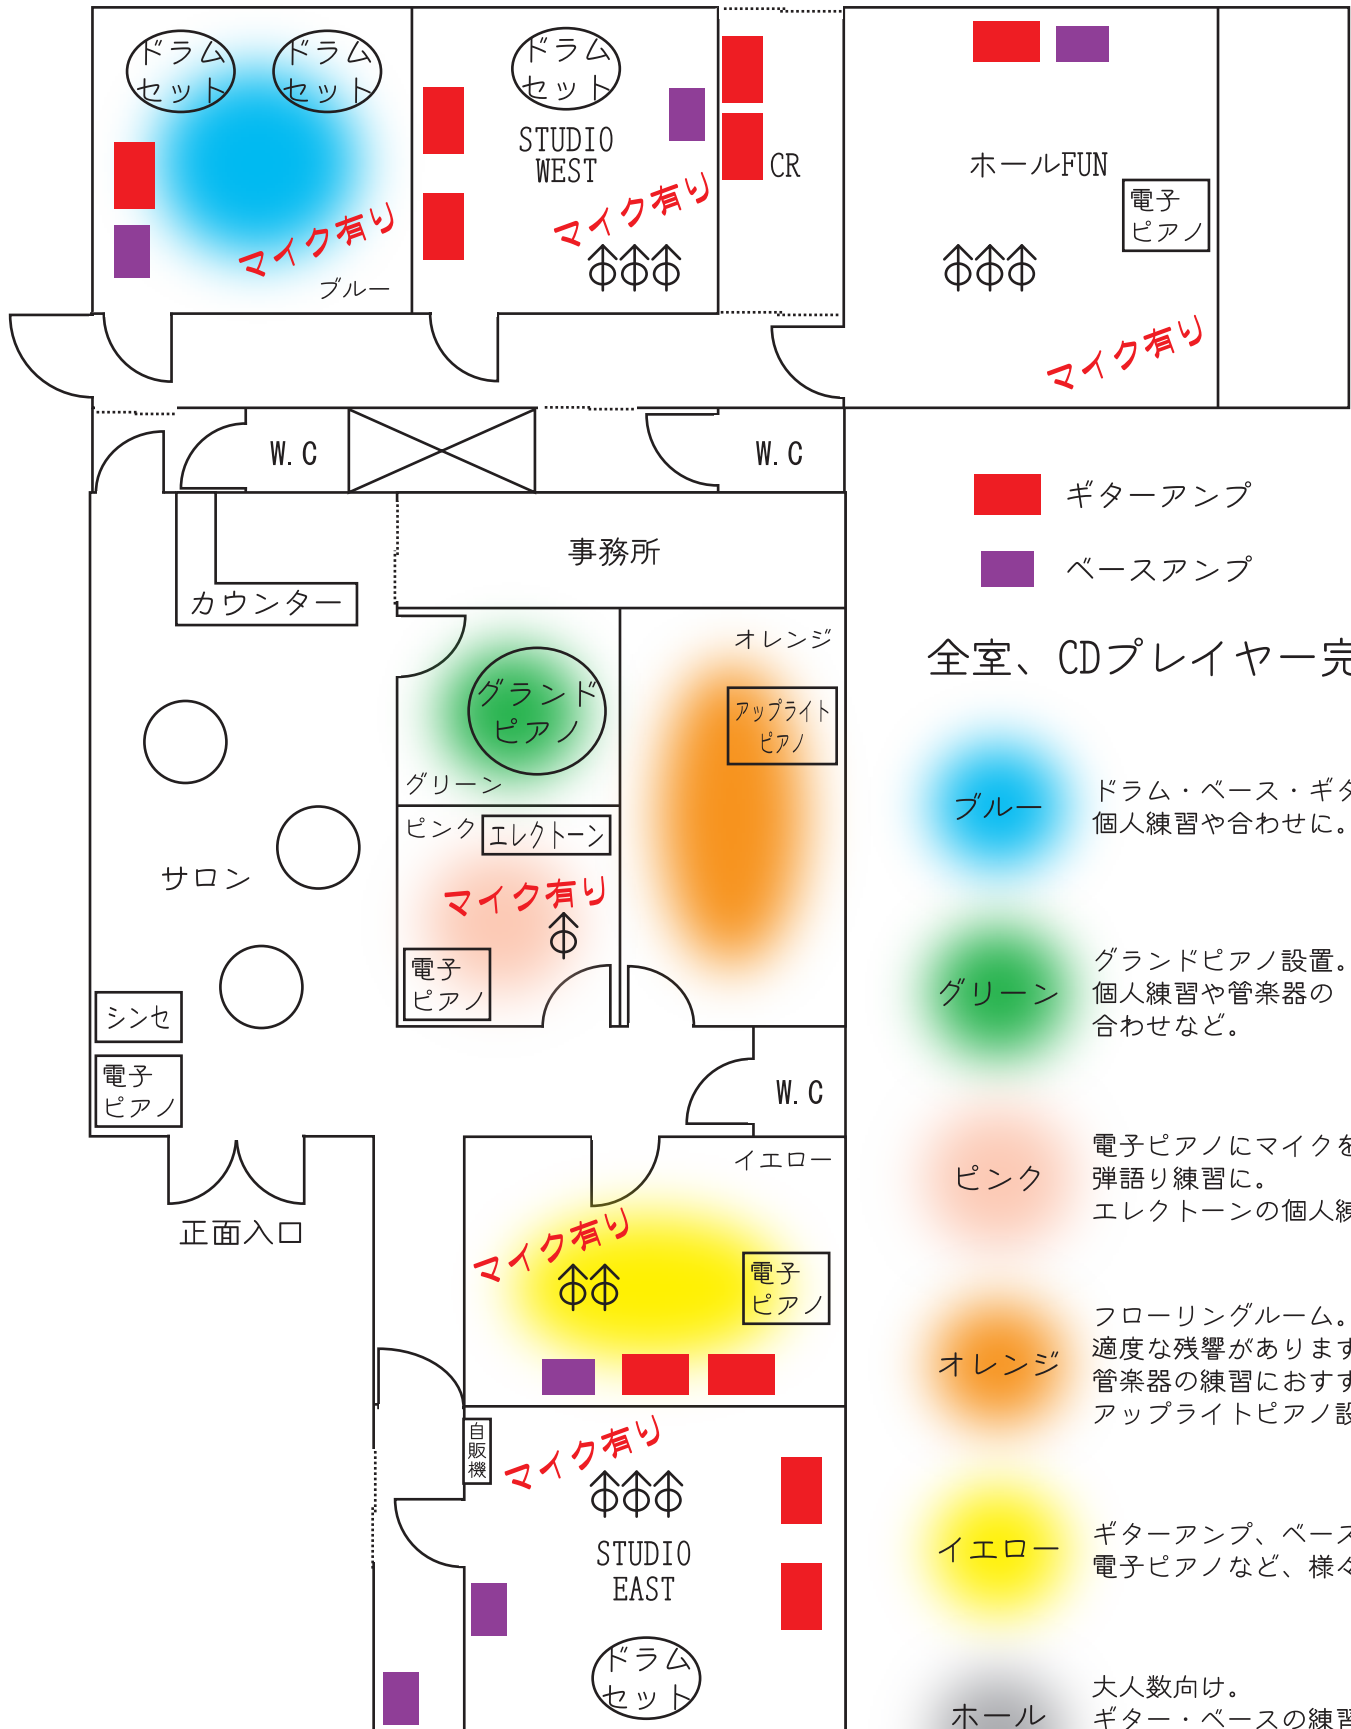 ドラム
セット
ドラム
セット
マイク有り
ブルー
ドラム
セット
STUDIO
WEST
マイク有り
CR
ホールFUN
電子
ピアノ
マイク有り
W.C
W.C
ギターアンプ
ベースアンプ
事務所
カウンター
全室、CDプレイヤー完
グランド
ピアノ
グリーン
オレンジ
アップライト
ピアノ
ピンク
エレクトーン
マイク有り
電子
ピアノ
サロン
シンセ
電子
ピアノ
W.C
正面入口
イエロー
マイク有り
電子
ピアノ
自販機
マイク有り
STUDIO
EAST
ドラム
セット
ブルー
ドラム・ベース・ギタ
個人練習や合わせに。
グリーン
グランドピアノ設置。
個人練習や管楽器の
合わせなど。
ピンク
電子ピアノにマイクを
弾語り練習に。
エレクトーンの個人練
オレンジ
フローリングルーム。
適度な残響があります
管楽器の練習におすす
アップライトピアノ設
イエロー
ギターアンプ、ベース
電子ピアノなど、様々
ホール
大人数向け。
ギター・ベースの練習